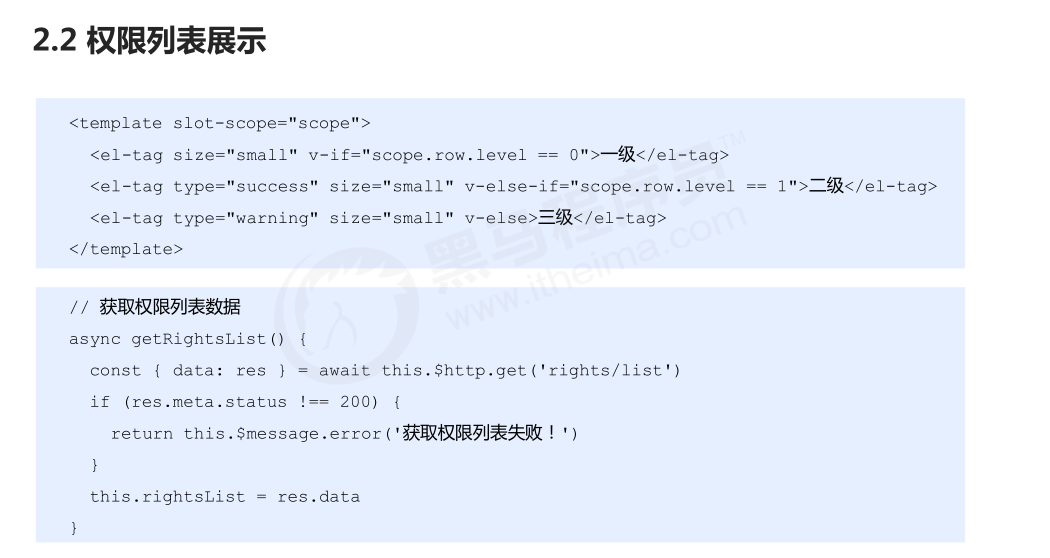 2.2 权限列表展示
<template slot-scope="scope">
<el-tag size="small" v-if="scope.row.level == 0">一级</el-tag>
<el-tag type="success" size="small" v-else-if="scope.row.level == 1">二级</el-tag>
<el-tag type="warning" size="small" v-else>三级</el-tag>
</template>
// 获取权限列表数据
async getRightsList() {
const { data: res } = await this.$http.get('rights/list')
if (res.meta.status !== 200) {
return this.$message.error('获取权限列表失败！')
}
this.rightsList = res.data
}
黑马程序员™
www.itheima.com